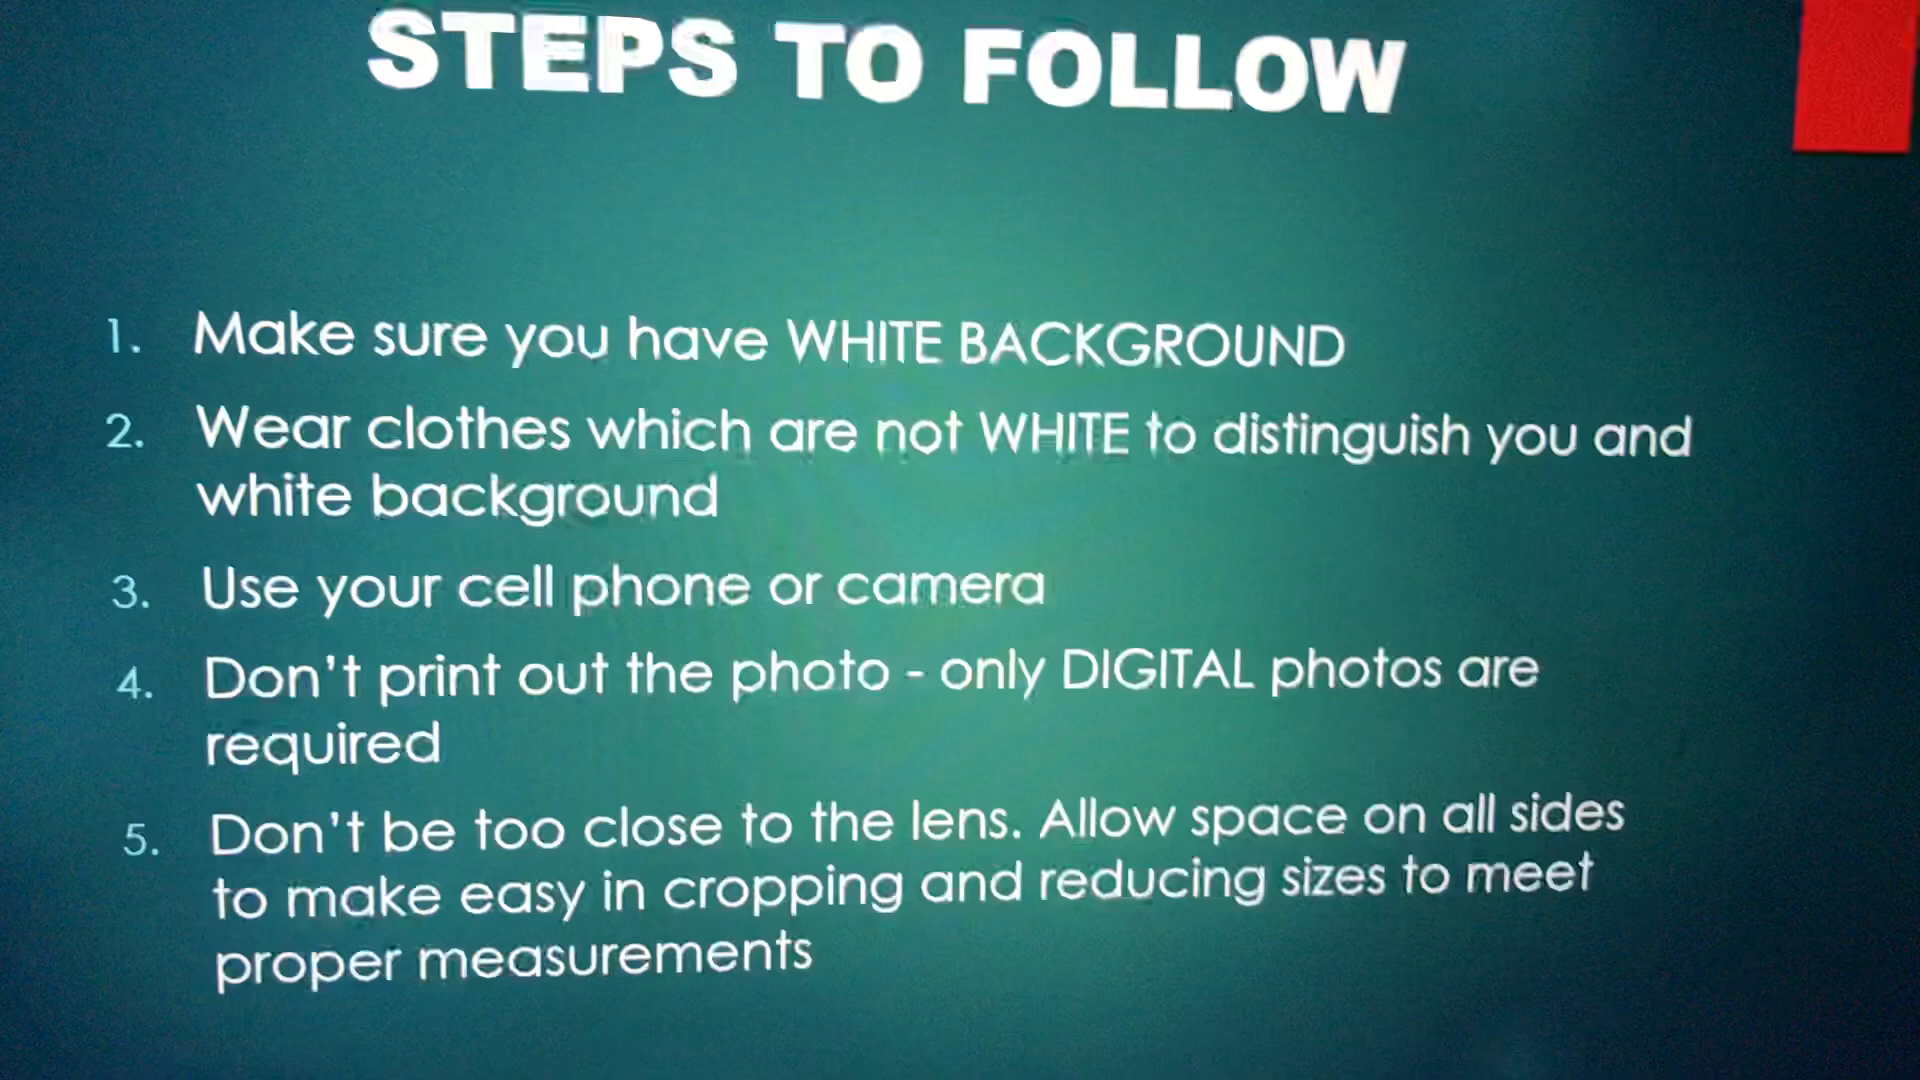 STEPS TO FOLLOW
1. Make sure you have WHITE BACKGROUND
2. Wear clothes which are not WHITE to distinguish you and
white background
3. Use your cell phone or camera
4. Don't print out the photo - only DIGITAL photos are
required
5. Don't be too close to the lens. Allow space on all sides
to make easy in cropping and reducing sizes to meet
proper measurements